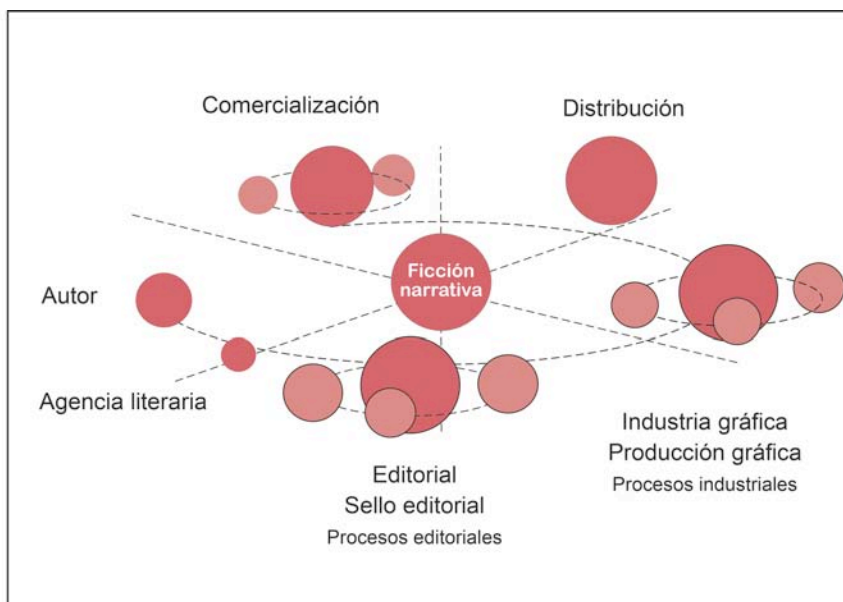 Comercialización
Distribución
Ficción
narrativa
Autor
Agencia literaria
Editorial
Sello editorial
Procesos editoriales
Industria gráfica
Producción gráfica
Procesos industriales